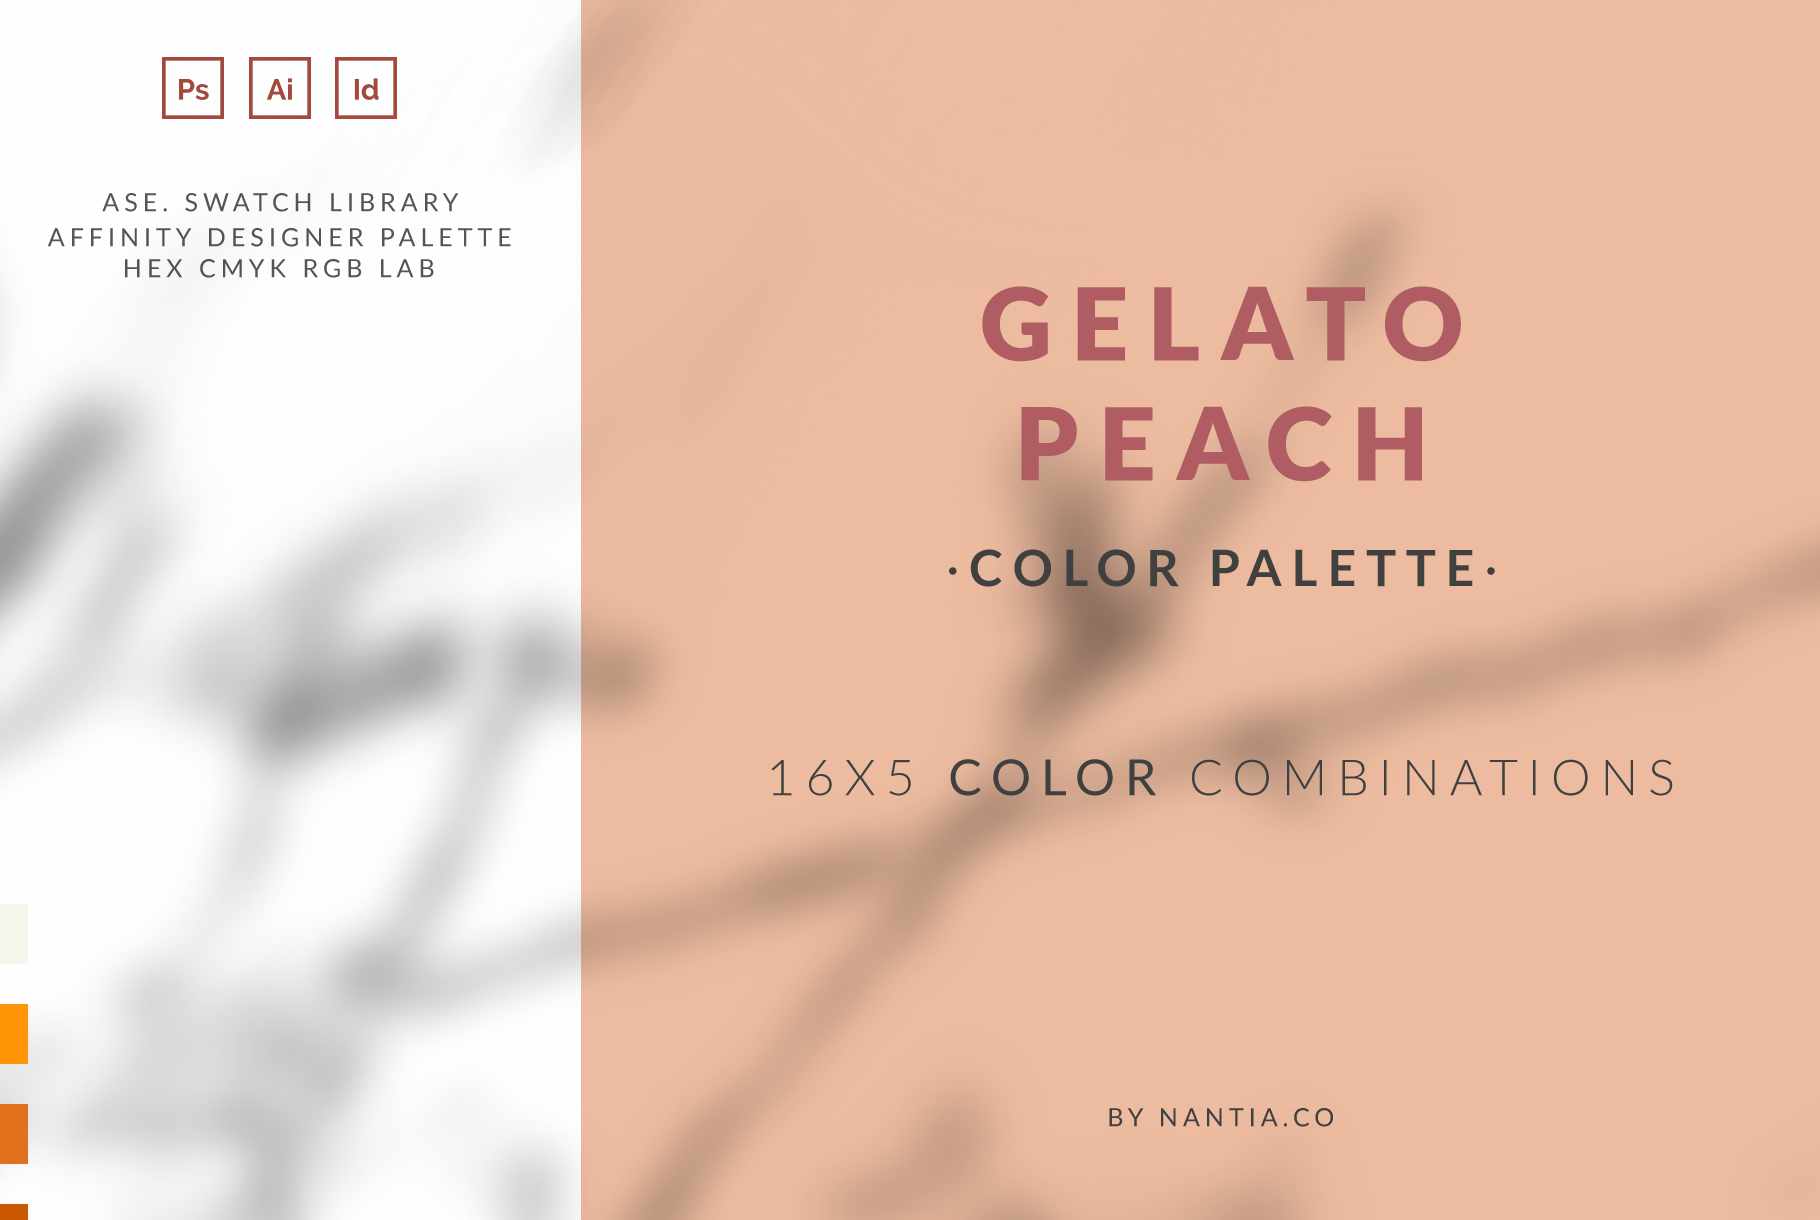 Ps Ai Id
ASE. SWATCH LIBRARY
AFFINITY DESIGNER PALETTE
HEX CMYK RGB LAB
GELATO
PEACH
·COLOR PALETTE·
16X5 COLOR COMBINATIONS
BY NANTIA.CO